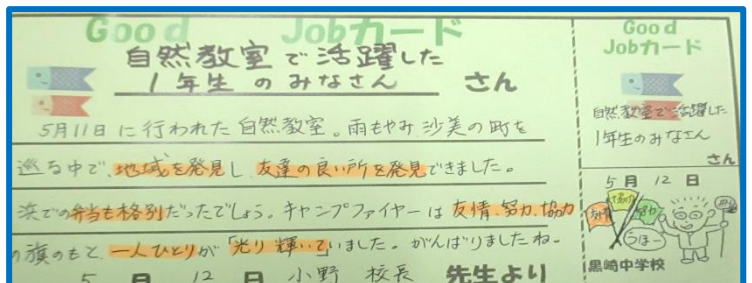 Good Jobカード
自然教室で活躍した
1年生のみなさん さん
5月11日に行われた自然教室。雨もやみ、沙美の町を
巡る中で、地域を発見し、友達の良い所を発見できました。
浜での弁当も格別だったでしょう。キャンプファイヤーは友情、努力、協力
の旗のもと、一人ひとりが「光り輝いて」いました。がんばりましたね。
5月12日 小野 校長 先生より
Good
Jobカード
自然教室で活躍した
1年生のみなさん
さん
5月12日
協力
努力
うほー
黒崎中学校